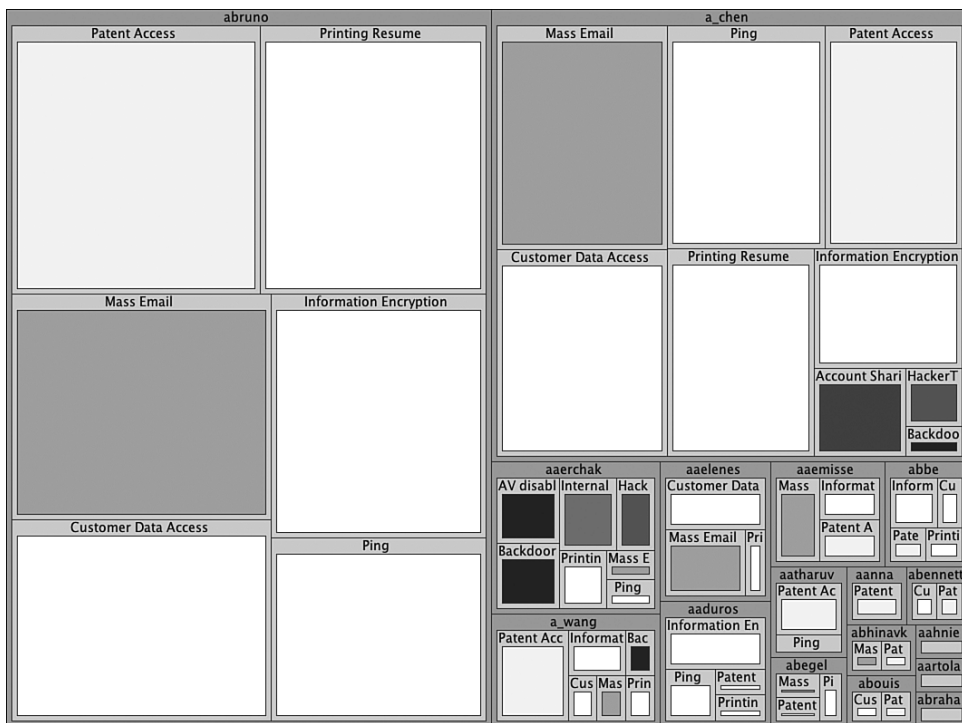 abruno
Patent Access
Printing Resume
Mass Email
Information Encryption
Customer Data Access
Ping
a_chen
Mass Email
Ping
Patent Access
Customer Data Access
Printing Resume
Information Encryption
Account Shari
HackerT
Backdoo
aaerchak
AV disabl
Internal
Hack
Backdoor
Printin
Mass E
Ping
a_wang
Patent Acc
Informat
Bac
Cus
Mas
Prin
aaelenes
Customer Data
Mass Email
Pri
aaduros
Information En
Ping
Patent
Printin
aaemisse
Mass
Informat
Patent A
abbe
Inform
Cu
Pate
Printi
aatharuv
Patent Ac
Ping
aanna
Patent
abennett
Cu
Pat
abegel
Mass
Pi
Patent
abhinavk
Mas
Pat
abouis
Cus
Pat
aahnie
aartola
abraha